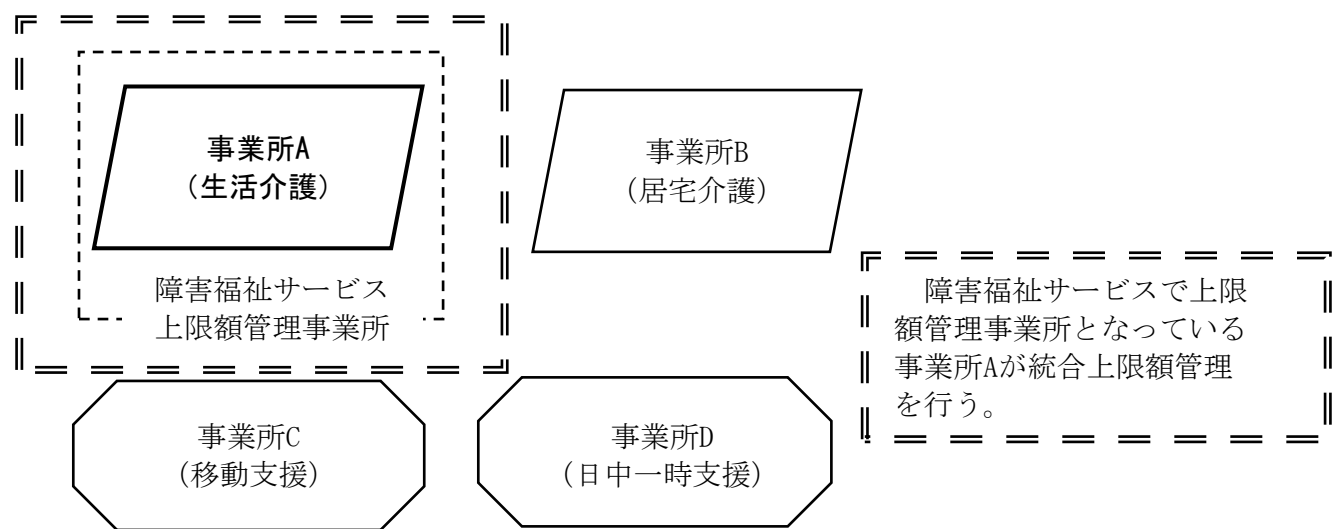 事業所A
(生活介護)
障害福祉サービス
上限額管理事業所
事業所B
(居宅介護)
障害福祉サービスで上限
額管理事業所となっている
事業所Aが統合上限額管理
を行う。
事業所C
(移動支援)
事業所D
(日中一時支援)